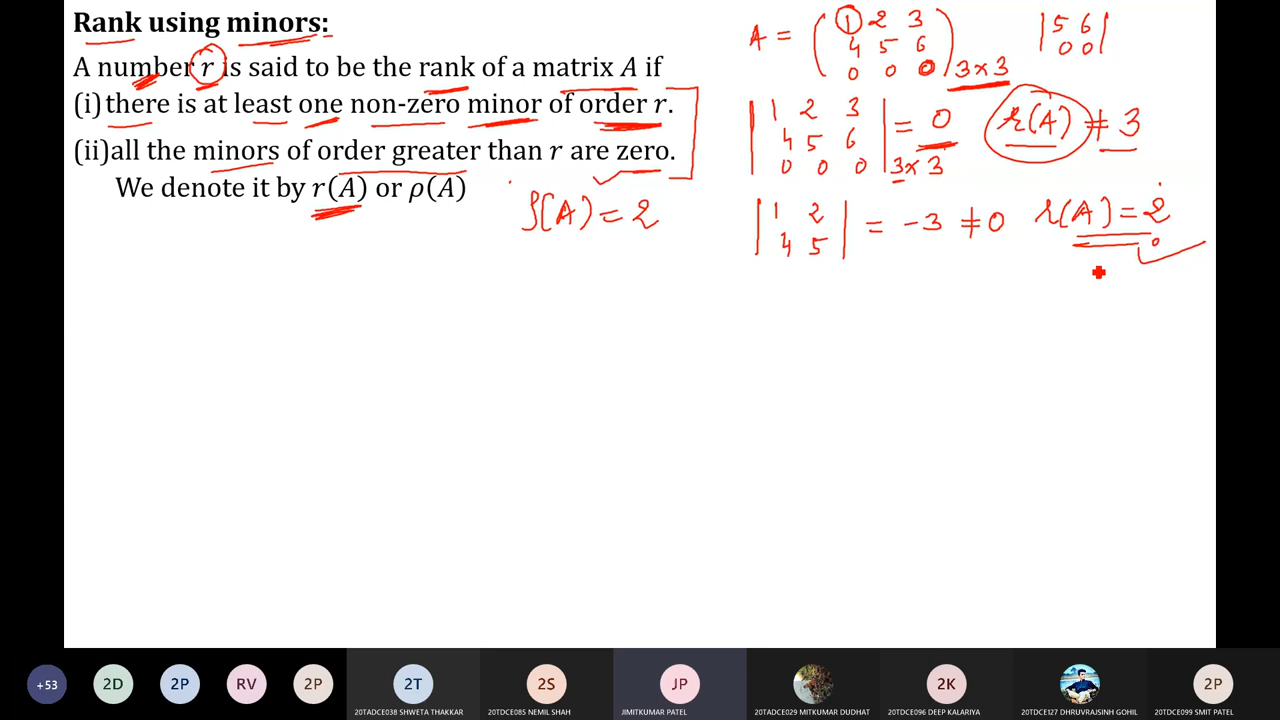 Rank using minors:
A number r is said to be the rank of a matrix A if
(i) there is at least one non-zero minor of order r.
(ii)all the minors of order greater than r are zero.
We denote it by r(A) or ρ(A)
ρ(A) = 2
A = ( 1 2 3
4 5 6
0 0 0 ) 3×3
| 5 6
0 0 |
| 1 2 3
4 5 6
0 0 0 | 3×3 = 0
r(A) ≠ 3
| 1 2
4 5 | = -3 ≠ 0
r(A) = 2
+53
2D
2P
RV
2P
2T
20TADCE038 SHWETA THAKKAR
2S
20TADCE085 NEMIL SHAH
JP
JIMITKUMAR PATEL
20TADCE029 MITKUMAR DUDHAT
2K
20TDCE096 DEEP KALARIYA
20TDCE127 DHRUVRAJSINH GOHIL
2P
20TDCE099 SMIT PATEL